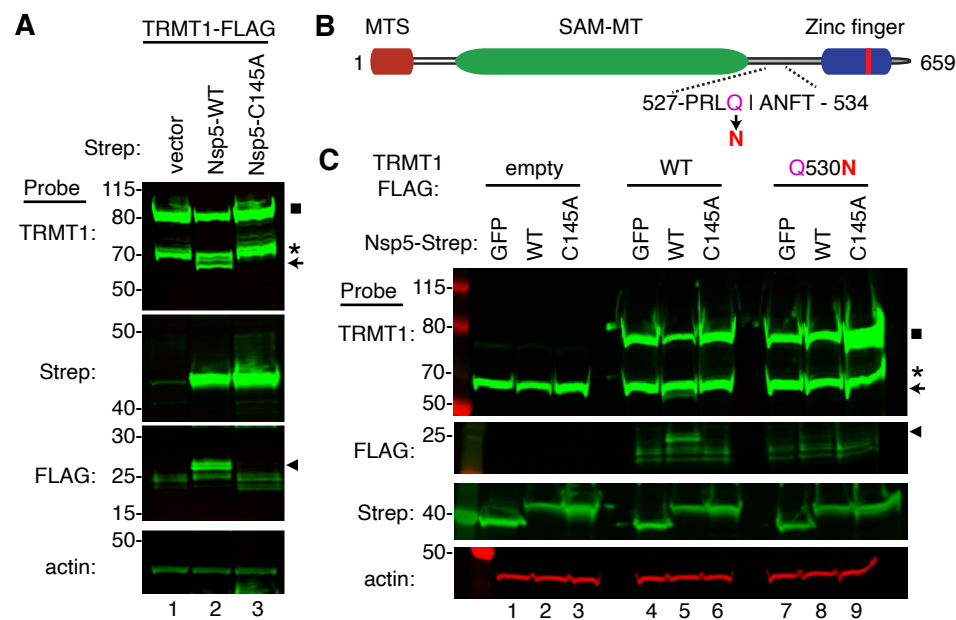 A
TRMT1-FLAG
Strep:
vector
Nsp5-WT
Nsp5-C145A
Probe
TRMT1:
115-
80-
70-
50-
*
Strep:
50-
40-
FLAG:
30-
25-
15-
actin:
50-
1 2 3
B
MTS SAM-MT Zinc finger
1 659
527-PRLQ | ANFT - 534
N
C
TRMT1 FLAG:
empty WT Q530N
Nsp5-Strep:
GFP WT C145A GFP WT C145A GFP WT C145A
Probe
TRMT1:
115-
80-
70-
50-
*
FLAG:
25-
Strep: 40-
50-
actin:
1 2 3 4 5 6 7 8 9